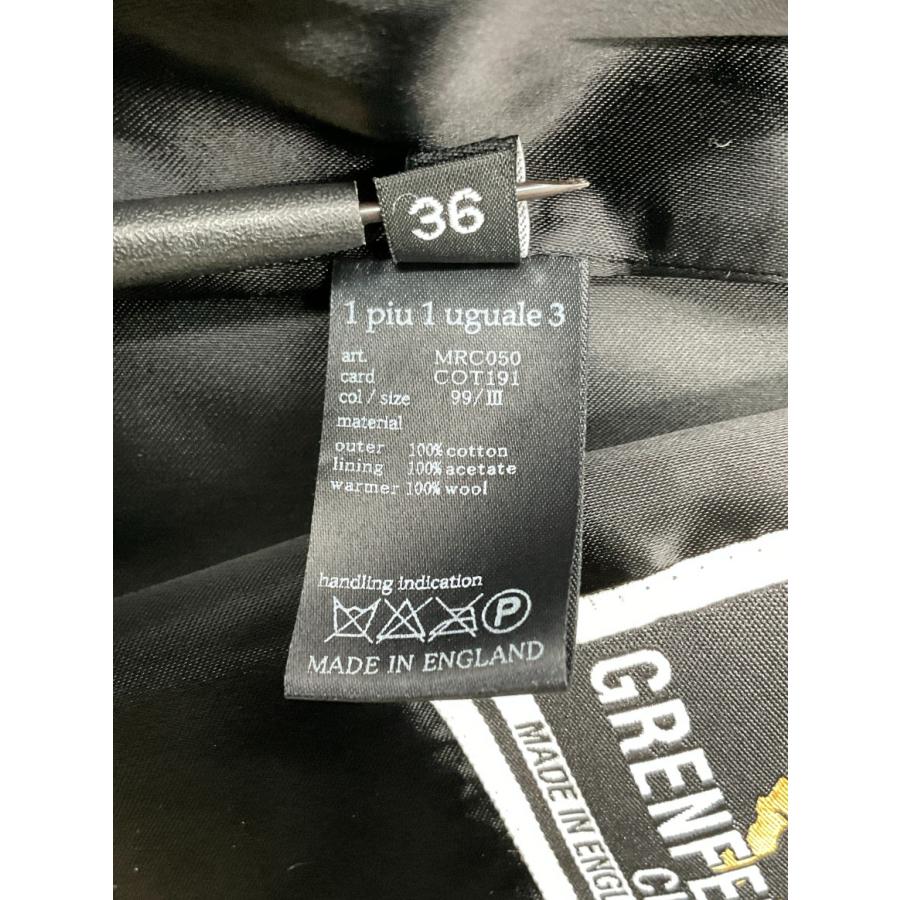 36
1 piu 1 uguale 3
art. MRC050
card COT191
col / size 99/III
material
outer 100% cotton
lining 100% acetate
warmer 100% wool
handling indication
P
MADE IN ENGLAND
GRENFE
MADE IN ENGL